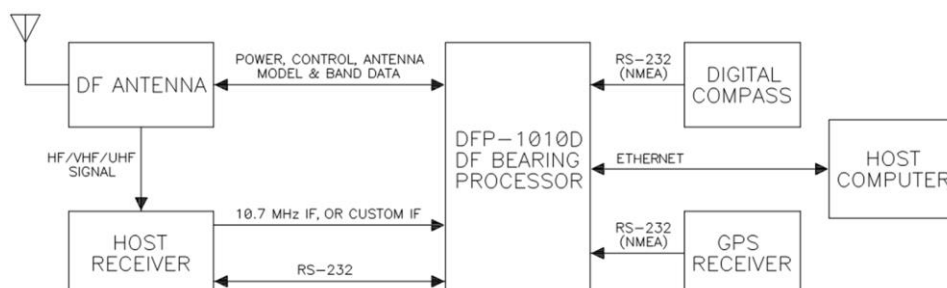 DF ANTENNA
POWER, CONTROL, ANTENNA
MODEL & BAND DATA
HF/VHF/UHF
SIGNAL
HOST
RECEIVER
10.7 MHz IF, OR CUSTOM IF
RS-232
DFP-1010D
DF BEARING
PROCESSOR
RS-232
(NMEA)
DIGITAL
COMPASS
ETHERNET
HOST
COMPUTER
RS-232
(NMEA)
GPS
RECEIVER